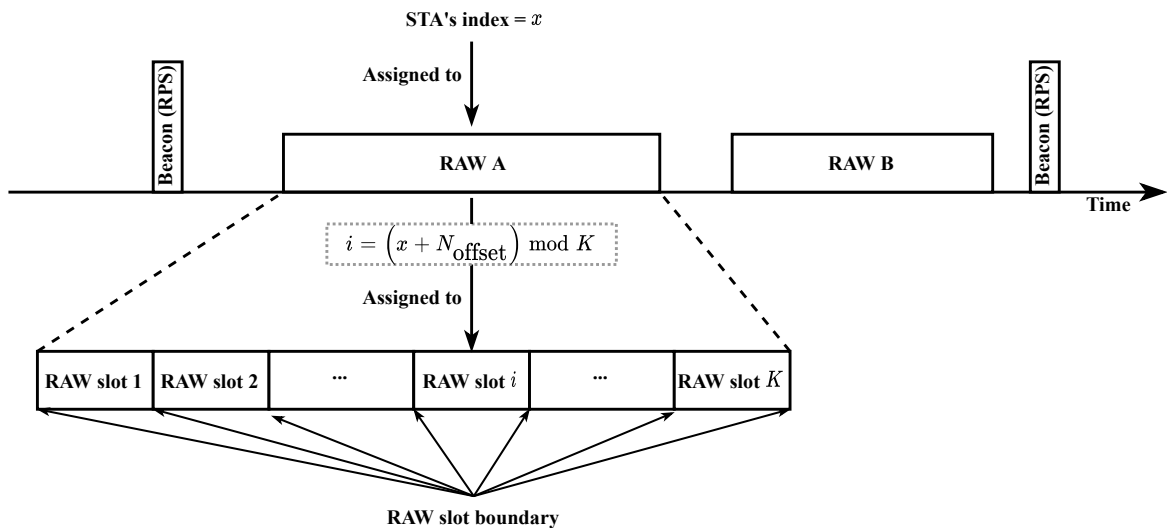 STA's index = x
Assigned to
Beacon (RPS)
RAW A
RAW B
Beacon (RPS)
Time
i = (x + N_offset) mod K
Assigned to
RAW slot 1
RAW slot 2
...
RAW slot i
...
RAW slot K
RAW slot boundary